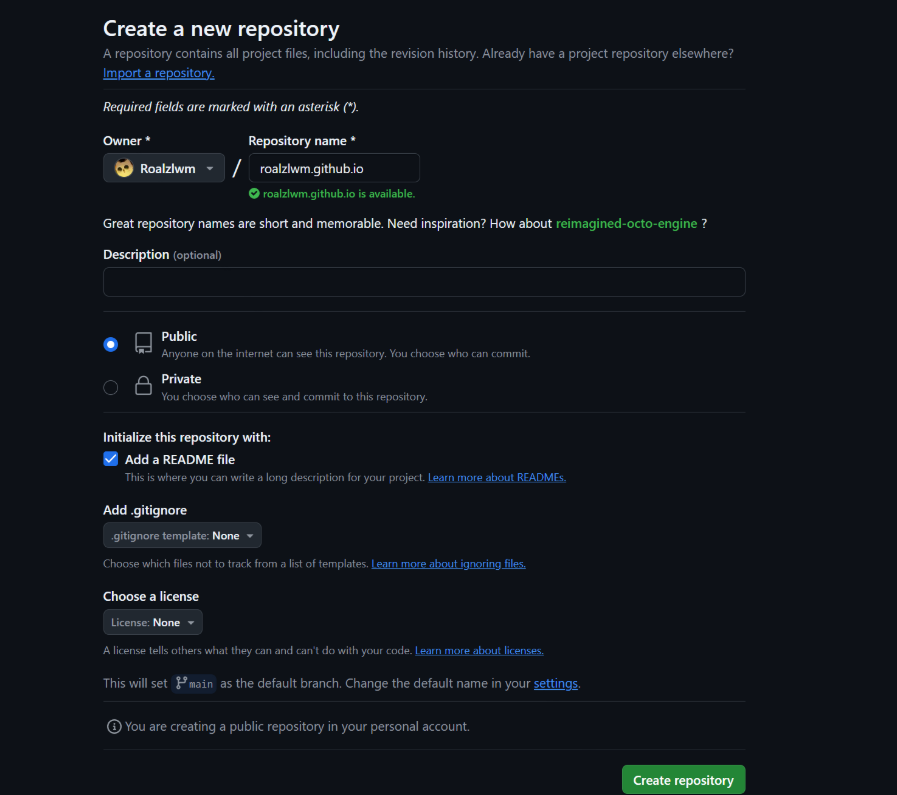 Create a new repository
A repository contains all project files, including the revision history. Already have a project repository elsewhere?
Import a repository.
Required fields are marked with an asterisk (*).
Owner * Repository name *
Roalzlwm / roalzlwm.github.io
roalzlwm.github.io is available.
Great repository names are short and memorable. Need inspiration? How about reimagined-octo-engine ?
Description (optional)
Public
Anyone on the internet can see this repository. You choose who can commit.
Private
You choose who can see and commit to this repository.
Initialize this repository with:
Add a README file
This is where you can write a long description for your project. Learn more about READMEs.
Add .gitignore
.gitignore template: None
Choose which files not to track from a list of templates. Learn more about ignoring files.
Choose a license
License: None
A license tells others what they can and can't do with your code. Learn more about licenses.
This will set main as the default branch. Change the default name in your settings.
You are creating a public repository in your personal account.
Create repository